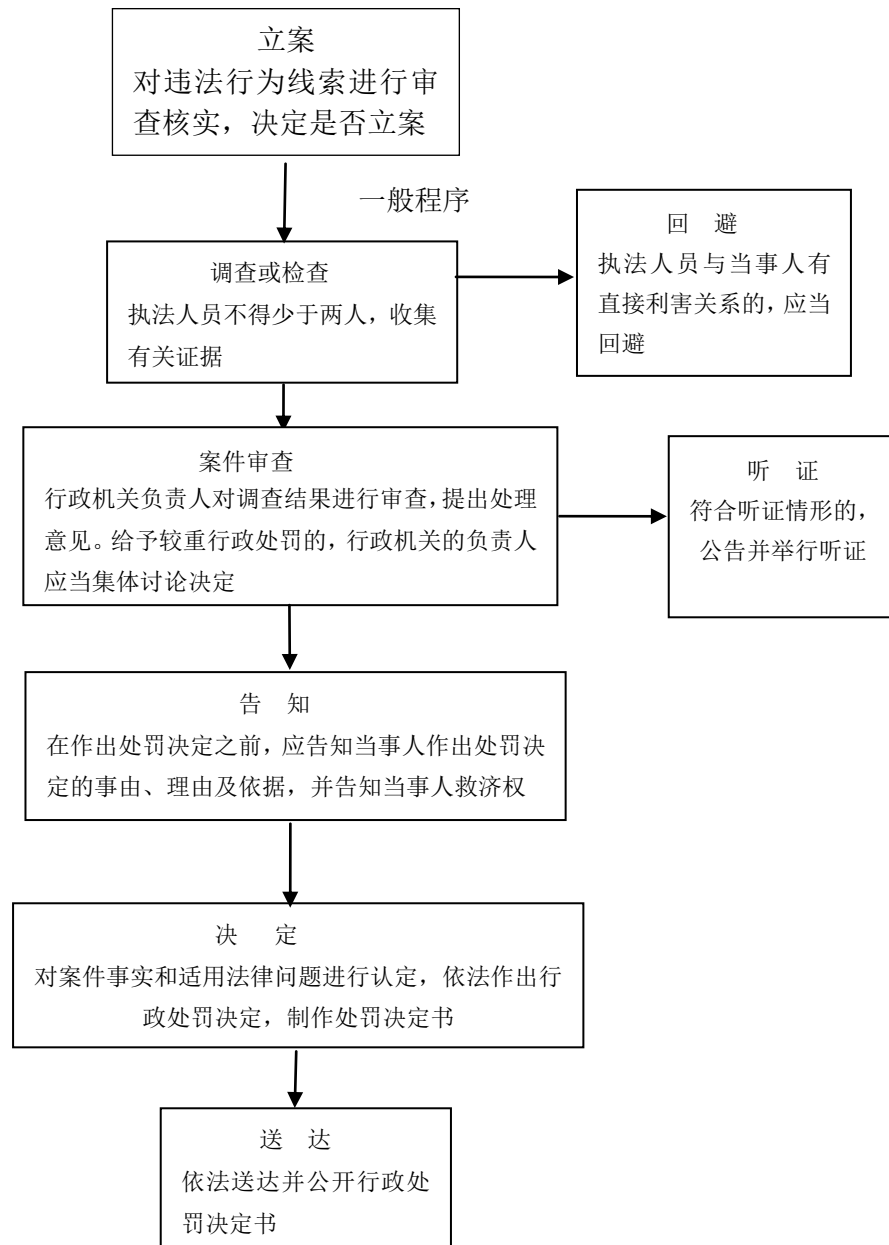 立案
对违法行为线索进行审
查核实，决定是否立案
一般程序
回 避
执法人员与当事人有
直接利害关系的，应当
回避
调查或检查
执法人员不得少于两人，收集
有关证据
案件审查
行政机关负责人对调查结果进行审查，提出处理
意见。给予较重行政处罚的，行政机关的负责人
应当集体讨论决定
听 证
符合听证情形的，
公告并举行听证
告 知
在作出处罚决定之前，应告知当事人作出处罚决
定的事由、理由及依据，并告知当事人救济权
决 定
对案件事实和适用法律问题进行认定，依法作出行
政处罚决定，制作处罚决定书
送 达
依法送达并公开行政处
罚决定书